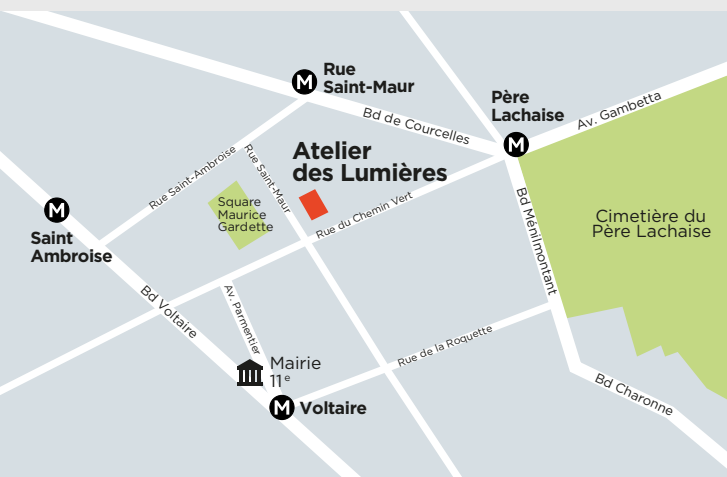 M
Rue
Saint-Maur
Bd de Courcelles
Père
Lachaise
M
Av. Gambetta
Atelier
des Lumières
Rue Saint-Ambroise
Rue Saint-Maur
Square
Maurice
Gardette
Rue du Chemin Vert
Bd Ménilmontant
Cimetière du
Père Lachaise
M
Saint
Ambroise
Bd Voltaire
Av. Parmentier
Mairie
11e
Rue de la Roquette
Bd Charonne
M
Voltaire